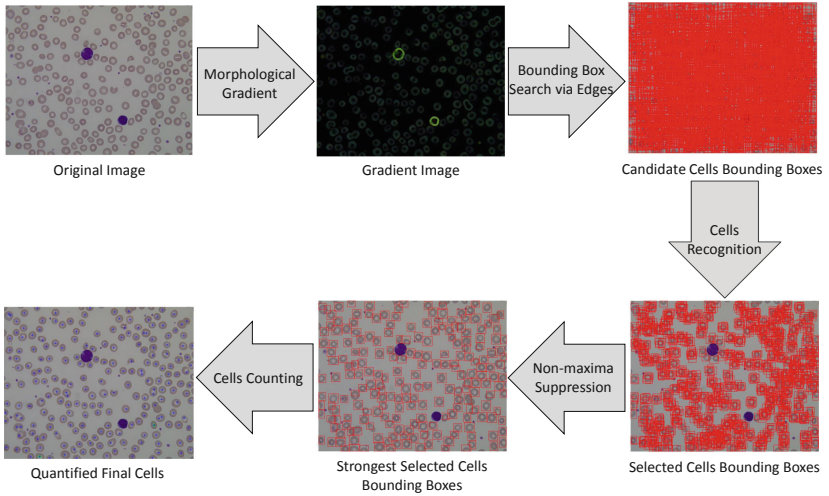 Morphological
Gradient
Bounding Box
Search via Edges
Original Image
Gradient Image
Candidate Cells Bounding Boxes
Cells
Recognition
Cells Counting
Non-maxima
Suppression
Quantified Final Cells
Strongest Selected Cells
Bounding Boxes
Selected Cells Bounding Boxes